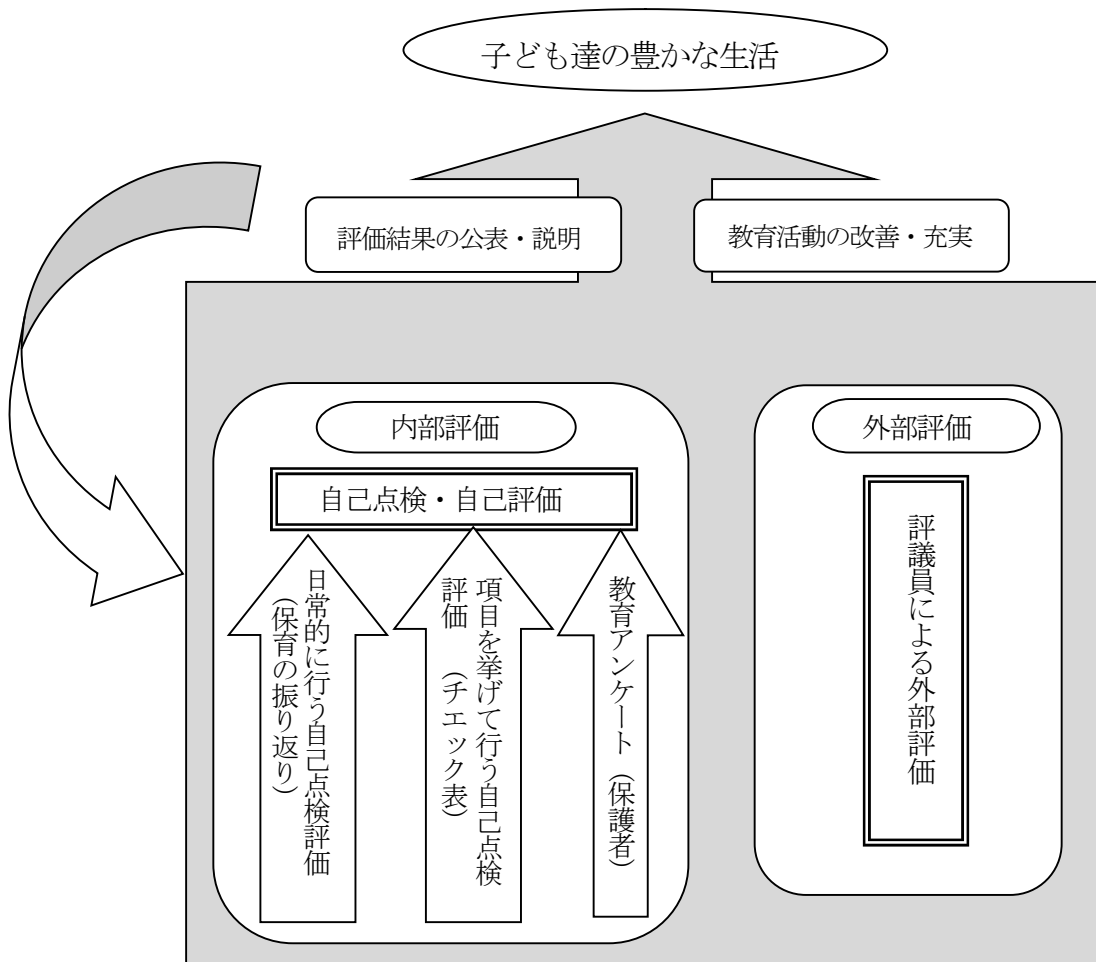 子ども達の豊かな生活
評価結果の公表・説明
教育活動の改善・充実
内部評価
自己点検・自己評価
日常的に行う自己点検評価
（保育の振り返り）
項目を挙げて行う自己点検
評価　（チェック表）
教育アンケート（保護者）
外部評価
評議員による外部評価